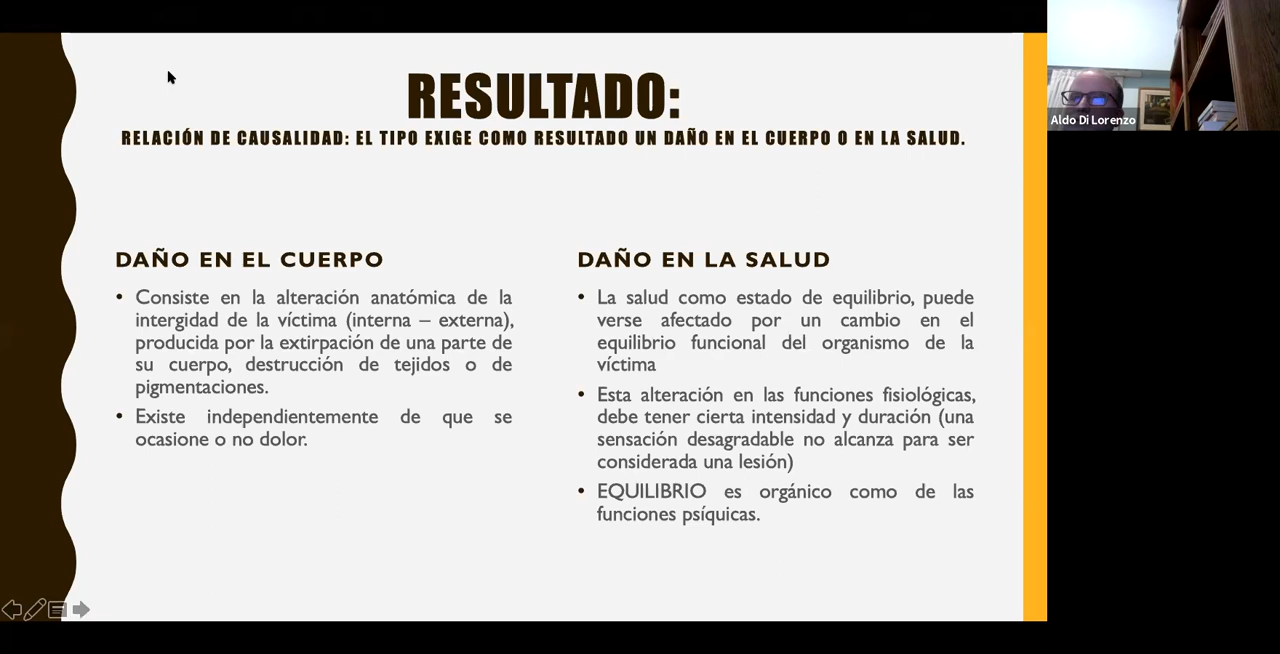 RESULTADO:
RELACIÓN DE CAUSALIDAD: EL TIPO EXIGE COMO RESULTADO UN DAÑO EN EL CUERPO O EN LA SALUD.
DAÑO EN EL CUERPO
• Consiste en la alteración anatómica de la
intergidad de la víctima (interna – externa),
producida por la extirpación de una parte de
su cuerpo, destrucción de tejidos o de
pigmentaciones.
• Existe independientemente de que se
ocasione o no dolor.
DAÑO EN LA SALUD
• La salud como estado de equilibrio, puede
verse afectado por un cambio en el
equilibrio funcional del organismo de la
víctima
• Esta alteración en las funciones fisiológicas,
debe tener cierta intensidad y duración (una
sensación desagradable no alcanza para ser
considerada una lesión)
• EQUILIBRIO es orgánico como de las
funciones psíquicas.
Aldo Di Lorenzo